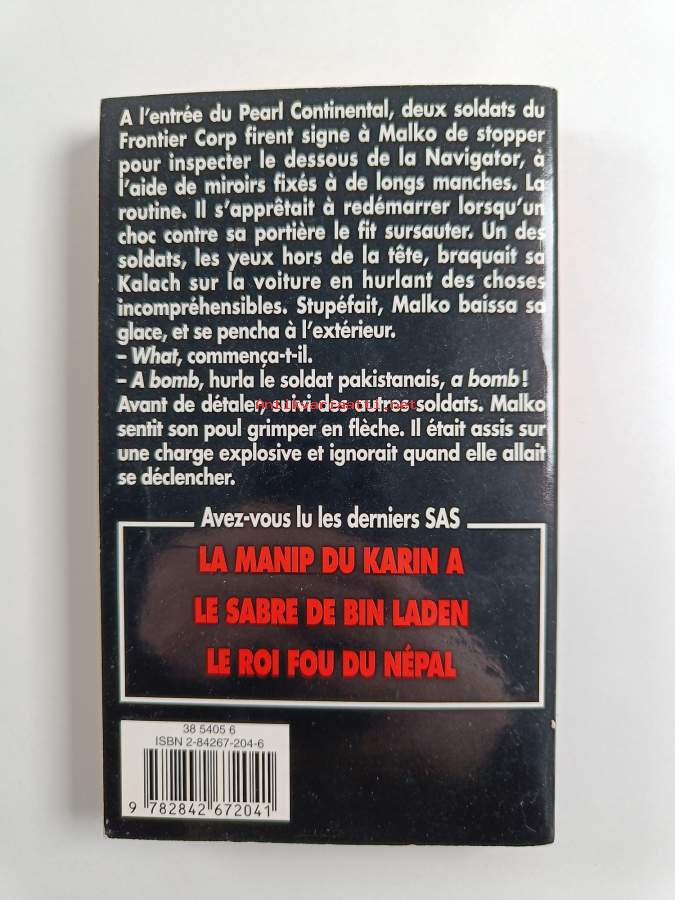 A l'entrée du Pearl Continental, deux soldats du
Frontier Corp firent signe à Malko de stopper
pour inspecter le dessous de la Navigator, à
l'aide de miroirs fixés à de longs manches. La
routine. Il s'apprêtait à redémarrer lorsqu'un
choc contre sa portière le fit sursauter. Un des
soldats, les yeux hors de la tête, braquait sa
Kalach sur la voiture en hurlant des choses
incompréhensibles. Stupéfait, Malko baissa sa
glace, et se pencha à l'extérieur.
– What, commença-t-il.
– A bomb, hurla le soldat pakistanais, a bomb !
Avant de détaler, suivi des autres soldats. Malko
sentit son poul grimper en flèche. Il était assis sur
une charge explosive et ignorait quand elle allait
se déclencher.
Avez-vous lu les derniers SAS
LA MANIP DU KARIN A
LE SABRE DE BIN LADEN
LE ROI FOU DU NÉPAL
38 5405 6
ISBN 2-84267-204-6
9 782842 672041